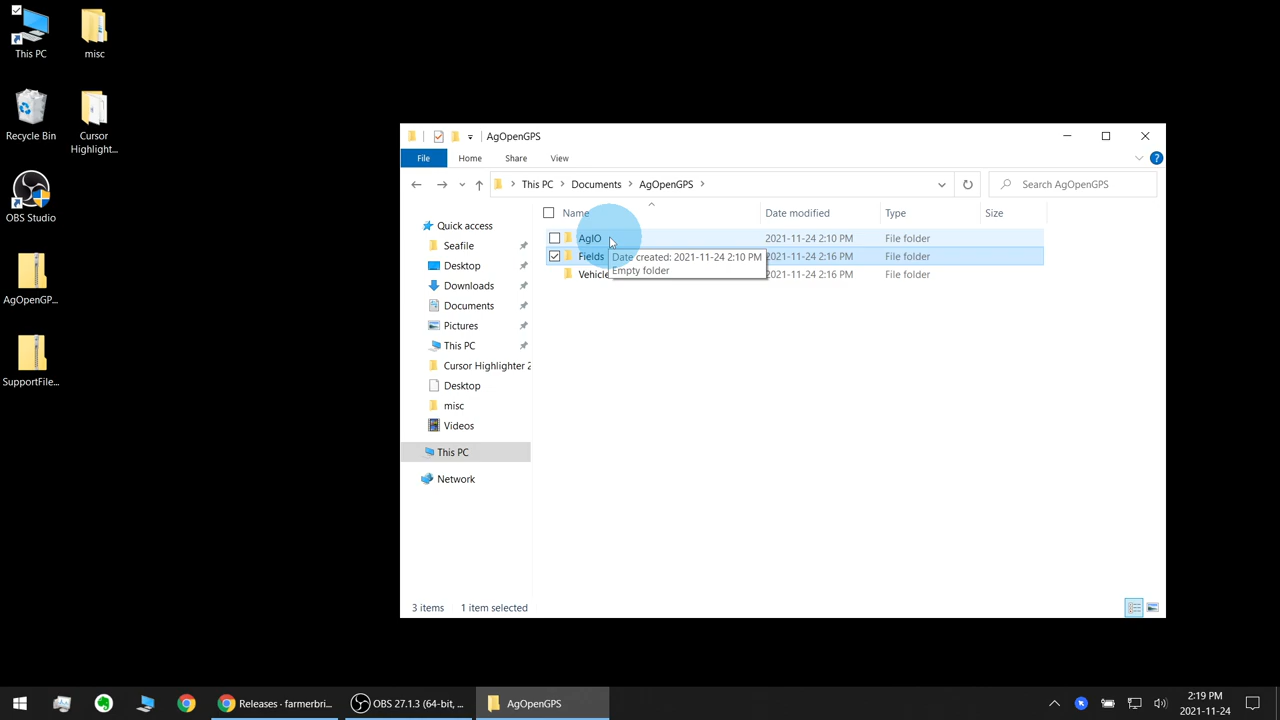 This PC
misc
Recycle Bin
Cursor
Highlight...
OBS Studio
AgOpenGP...
SupportFile...
AgOpenGPS
File
Home
Share
View
?
This PC
Documents
AgOpenGPS
Search AgOpenGPS
Name
Date modified
Type
Size
Quick access
Seafile
Desktop
Downloads
Documents
Pictures
This PC
Cursor Highlighter 2
Desktop
misc
Videos
This PC
Network
AgIO
2021-11-24 2:10 PM
File folder
Fields
2021-11-24 2:16 PM
File folder
Vehicle
2021-11-24 2:16 PM
File folder
Date created: 2021-11-24 2:10 PM
Empty folder
3 items
1 item selected
Releases · farmerbri...
OBS 27.1.3 (64-bit, ...
AgOpenGPS
2:19 PM
2021-11-24